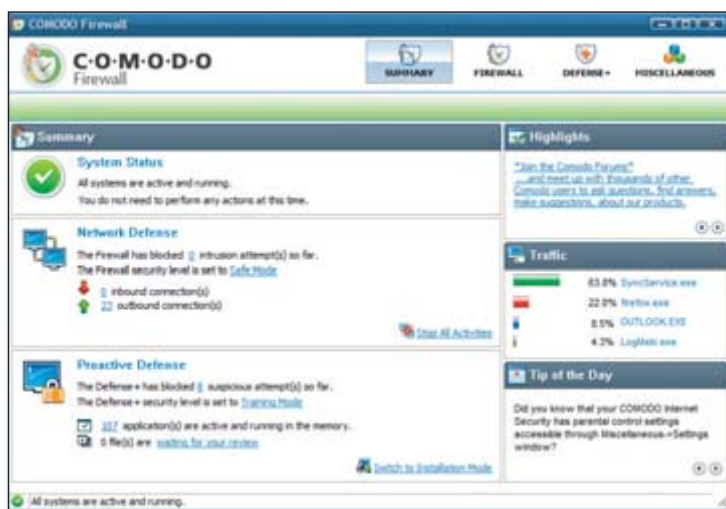 COMODO Firewall
C·O·M·O·D·O
Firewall
SUMMARY
FIREWALL
DEFENSE+
MISCELLANEOUS
Summary
System Status
All systems are active and running.
You do not need to perform any actions at this time.
Network Defense
The Firewall has blocked 0 intrusion attempt(s) so far.
The Firewall security level is set to Safe Mode
0 inbound connection(s)
22 outbound connection(s)
Stop All Activities
Proactive Defense
The Defense+ has blocked suspicious attempt(s) so far.
The Defense+ security level is set to Training Mode
107 application(s) are active and running in the memory.
0 file(s) are waiting for your review
Switch to Installation Mode
Highlights
"Join the Comodo Forums"
...and meet up with thousands of other
Comodo users to ask questions, find answers,
make suggestions, about our products.
Traffic
63.8% SyncService.exe
22.0% firefox.exe
8.5% OUTLOOK.EXE
4.3% LogMeIn.exe
Tip of the Day
Did you know that your COMODO Internet
Security has parental control settings
accessible through Miscellaneous->Settings
window?
All systems are active and running.